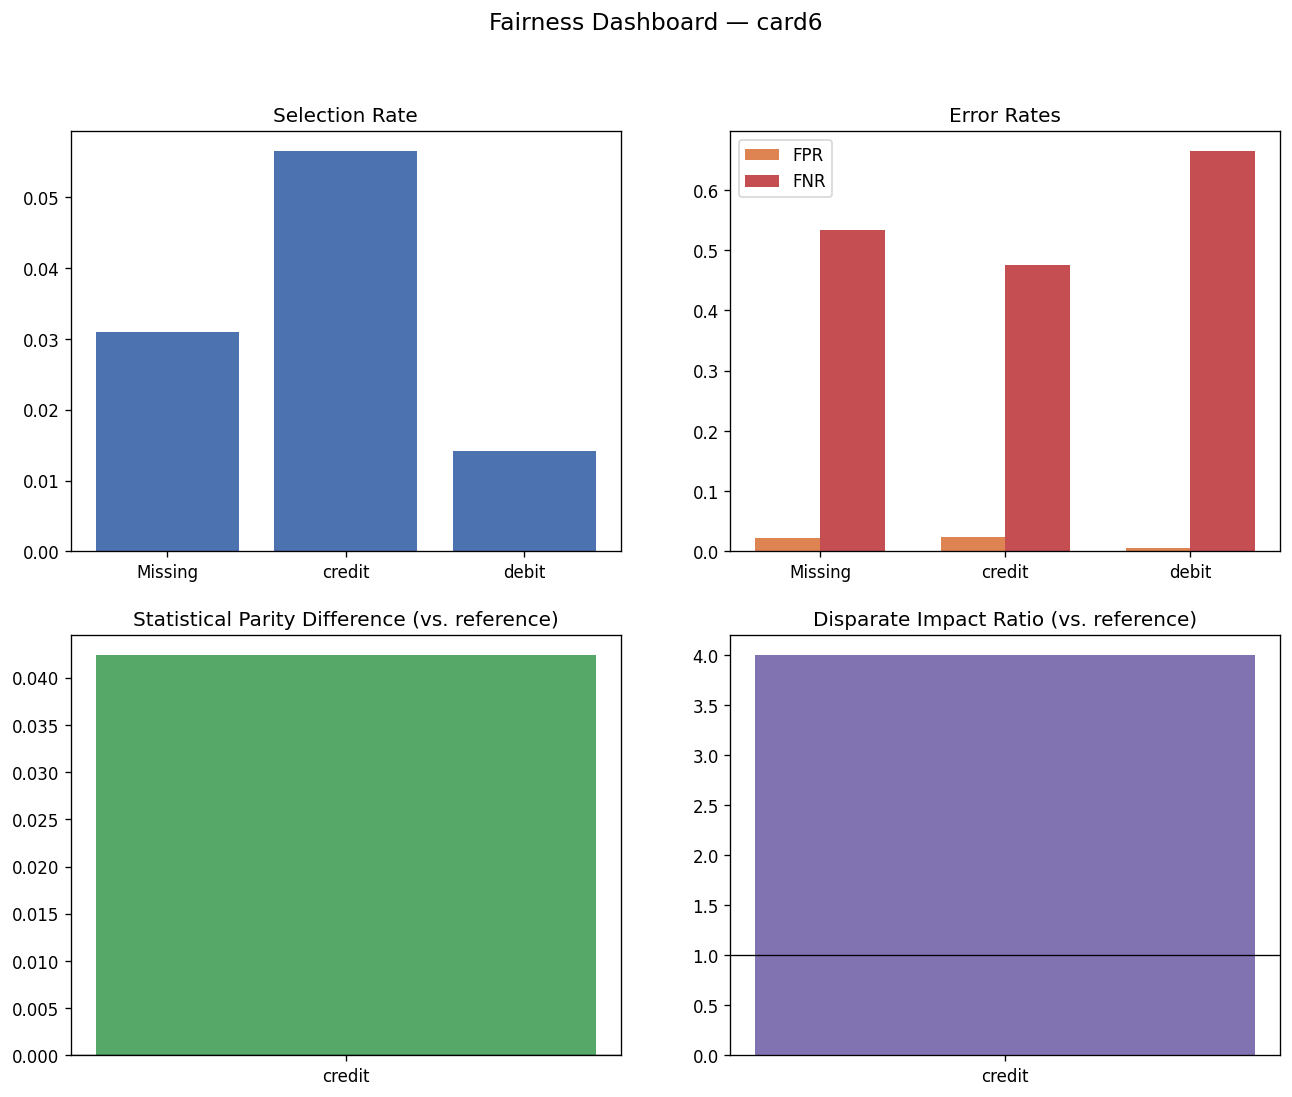 Fairness Dashboard — card6
Selection Rate
0.05
0.04
0.03
0.02
0.01
0.00
Missing credit debit
Error Rates
FPR
FNR
0.6
0.5
0.4
0.3
0.2
0.1
0.0
Missing credit debit
Statistical Parity Difference (vs. reference)
0.040
0.035
0.030
0.025
0.020
0.015
0.010
0.005
0.000
credit
Disparate Impact Ratio (vs. reference)
4.0
3.5
3.0
2.5
2.0
1.5
1.0
0.5
0.0
credit